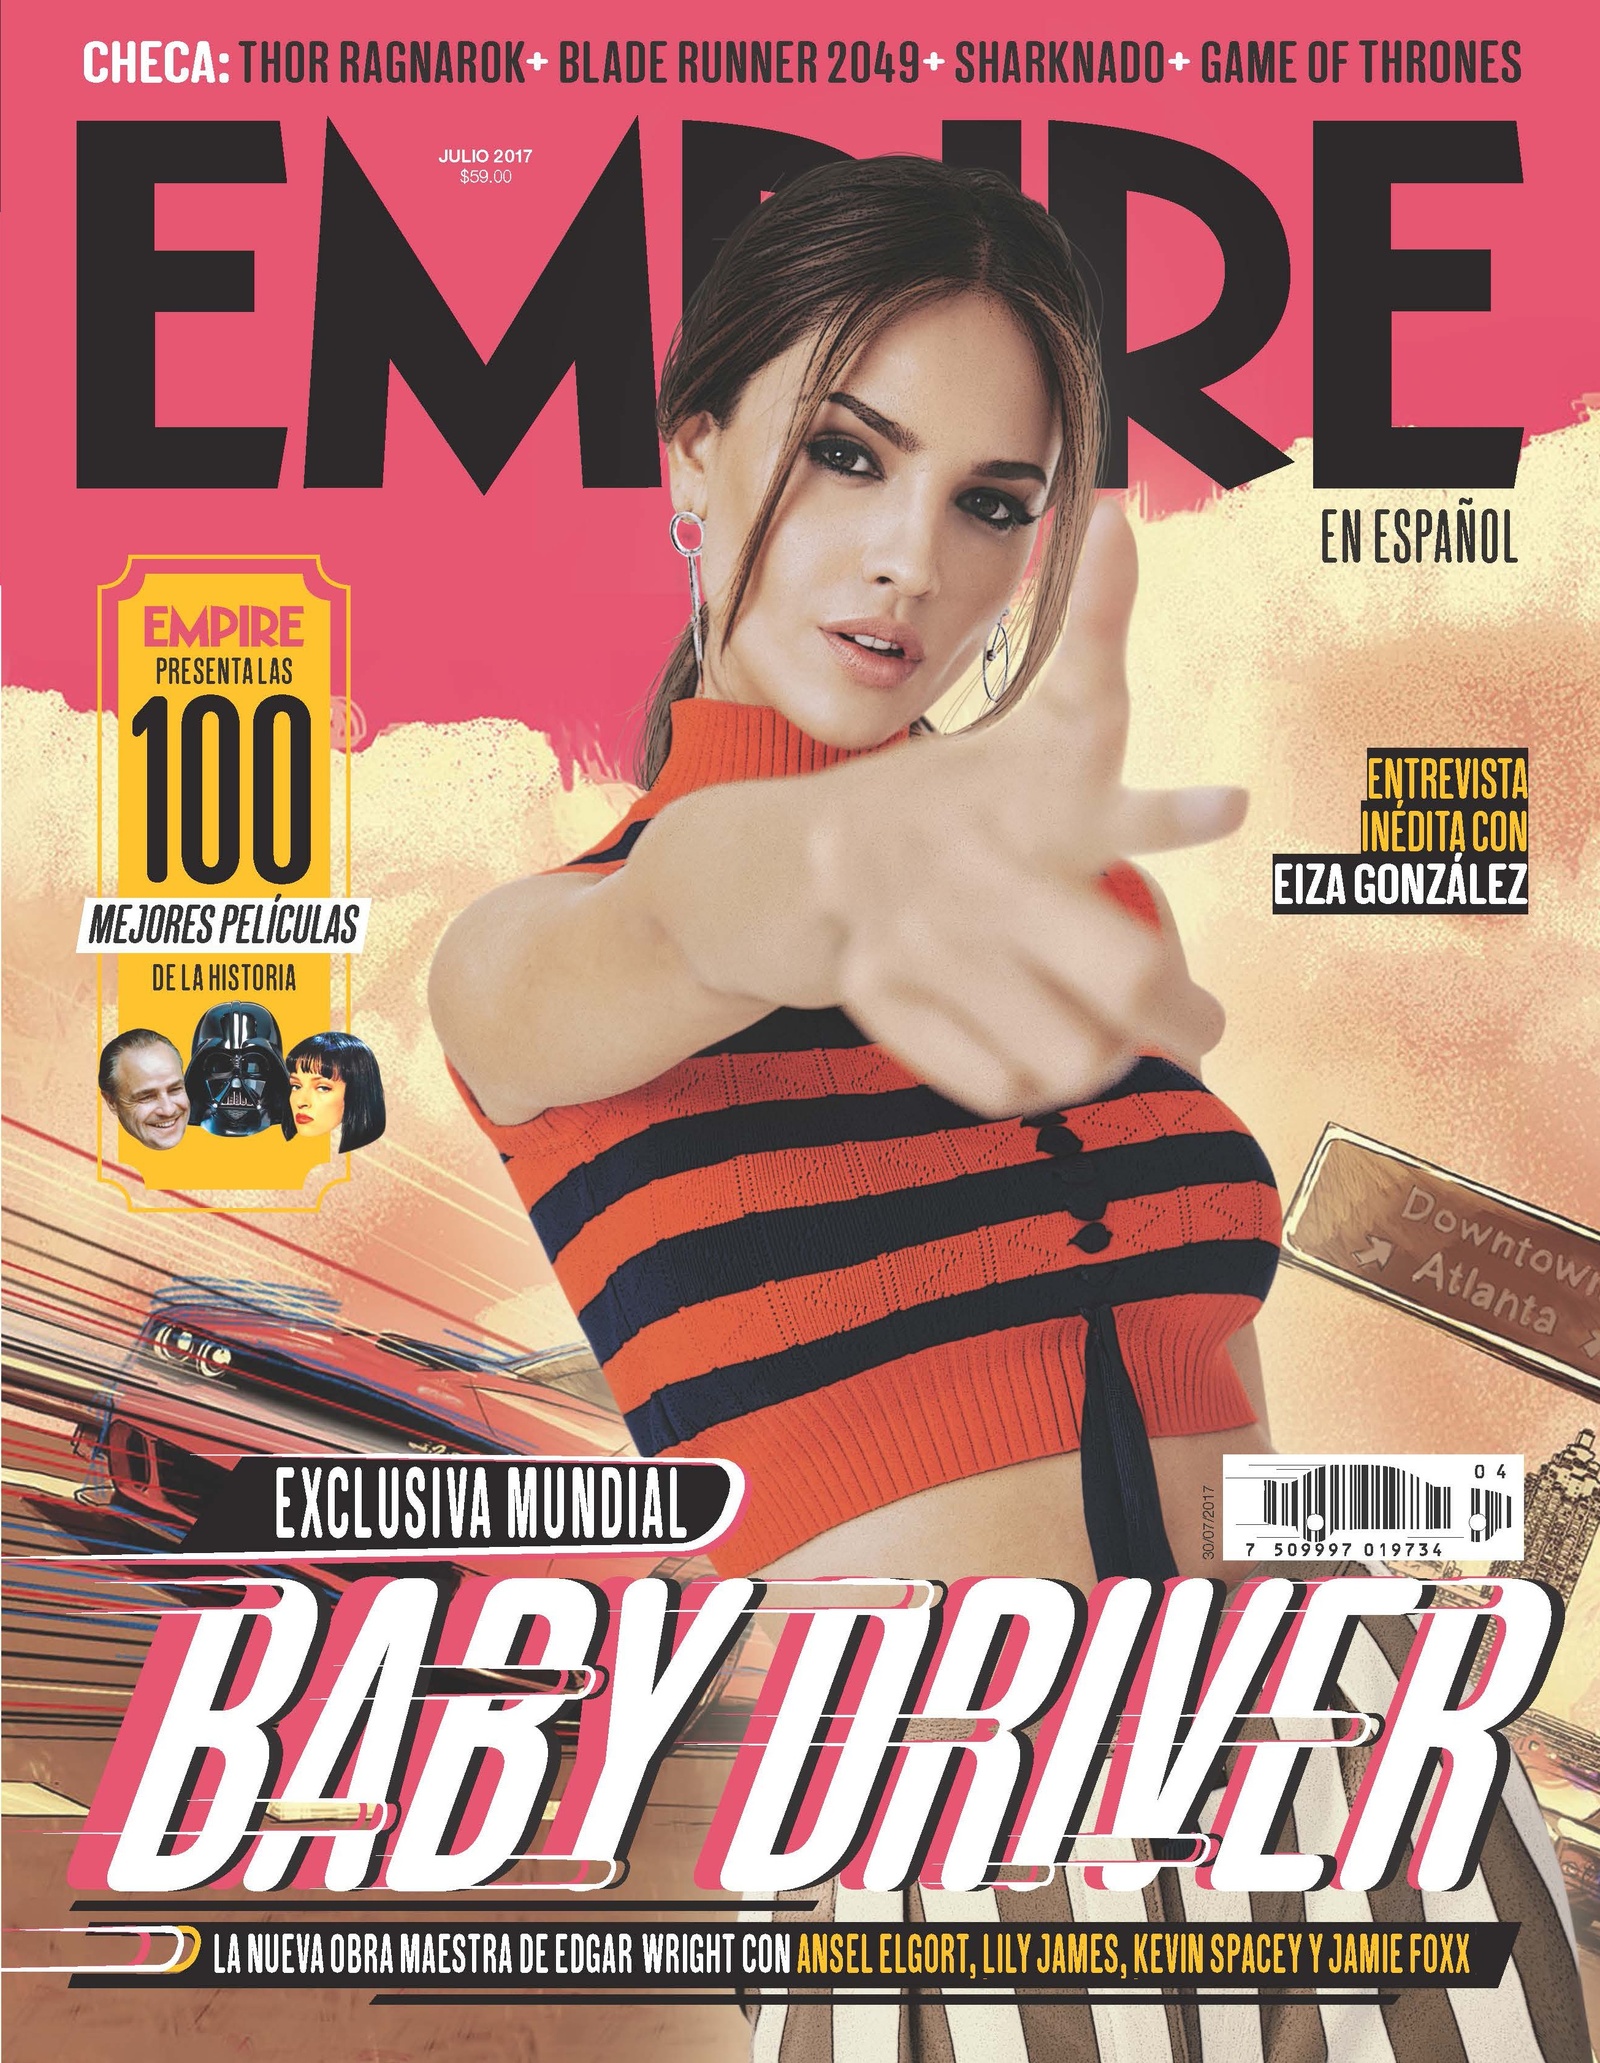 CHECA: THOR RAGNAROK+ BLADE RUNNER 2049+ SHARKNADO+ GAME OF THRONES
EMPIRE
JULIO 2017
$59.00
EN ESPAÑOL
EMPIRE
PRESENTA LAS
100
MEJORES PELÍCULAS
DE LA HISTORIA
ENTREVISTA
INÉDITA CON
EIZA GONZÁLEZ
Downtown
Atlanta
EXCLUSIVA MUNDIAL
30/07/2017
04
7 509997 019734
BABY DRIVER
LA NUEVA OBRA MAESTRA DE EDGAR WRIGHT CON ANSEL ELGORT, LILY JAMES, KEVIN SPACEY Y JAMIE FOXX